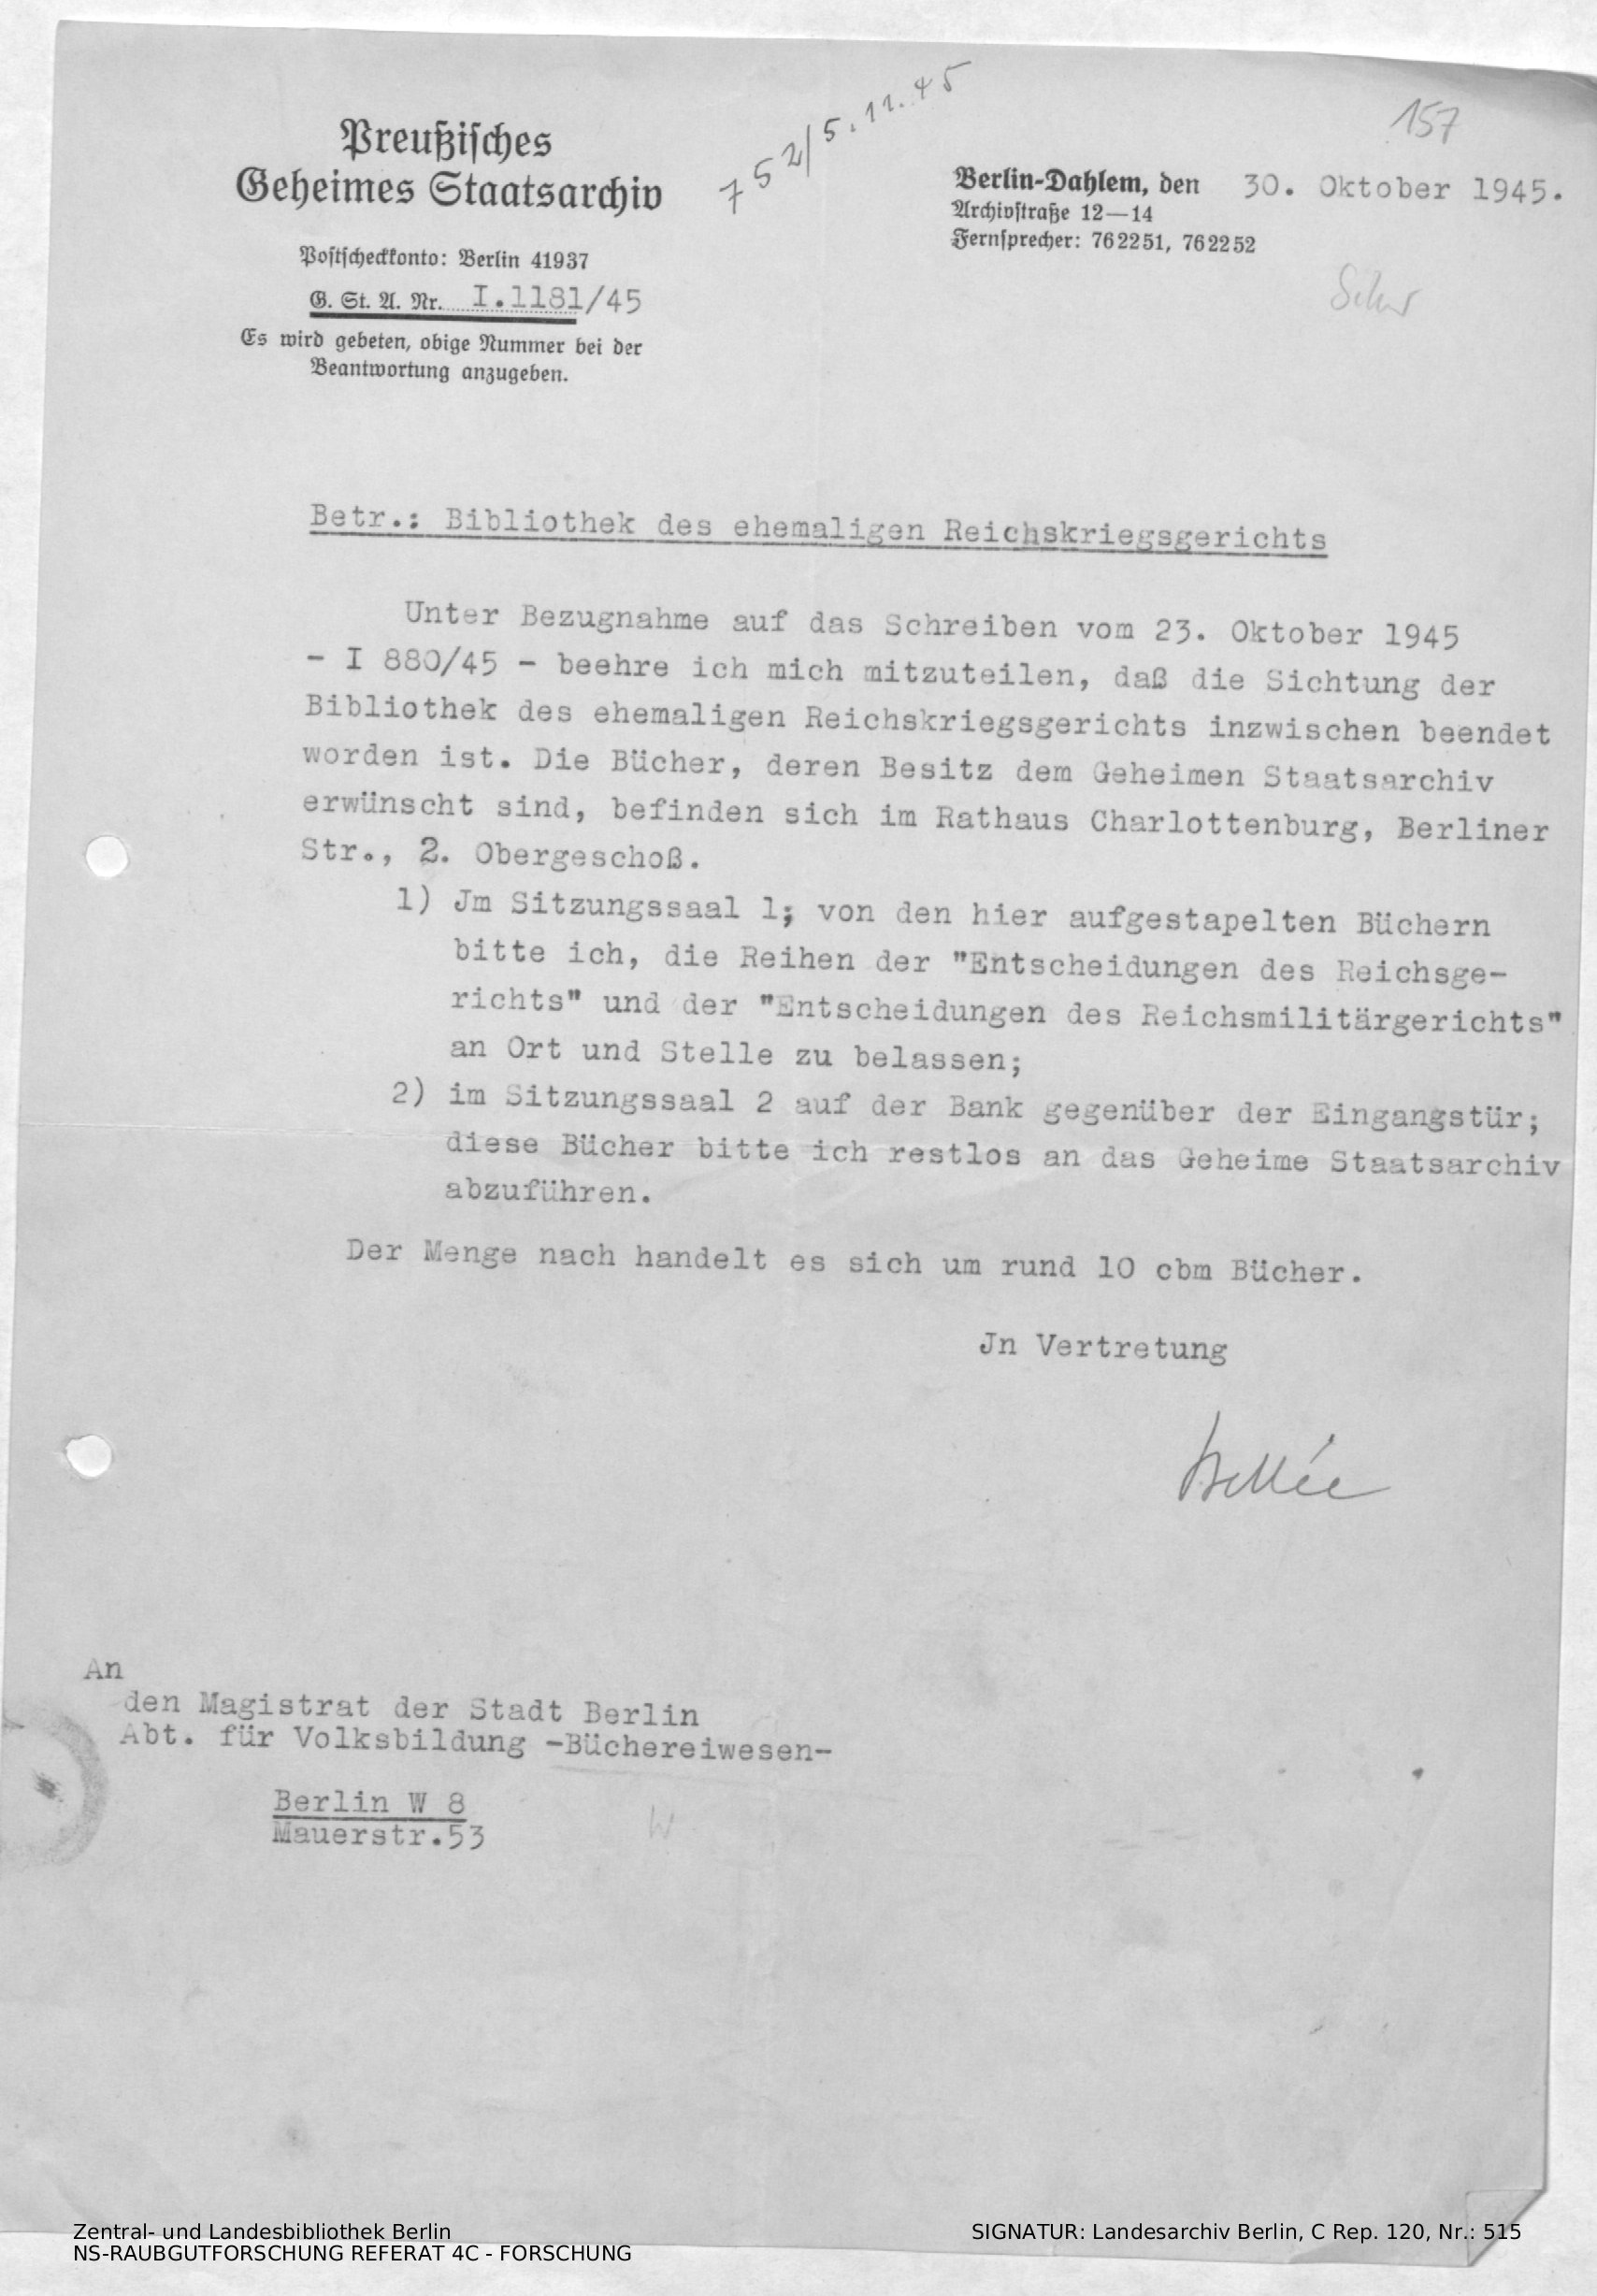 752/5.11.45
157
Preußisches
Geheimes Staatsarchiv
Berlin-Dahlem, den 30. Oktober 1945.
Archivstraße 12—14
Fernsprecher: 762251, 762252
Postscheckkonto: Berlin 41937
G. St. A. Nr. I.1181/45
Es wird gebeten, obige Nummer bei der
Beantwortung anzugeben.
Betr.: Bibliothek des ehemaligen Reichskriegsgerichts
Unter Bezugnahme auf das Schreiben vom 23. Oktober 1945
- I 880/45 - beehre ich mich mitzuteilen, daß die Sichtung der
Bibliothek des ehemaligen Reichskriegsgerichts inzwischen beendet
worden ist. Die Bücher, deren Besitz dem Geheimen Staatsarchiv
erwünscht sind, befinden sich im Rathaus Charlottenburg, Berliner
Str., 2. Obergeschoß.
1) Jm Sitzungssaal 1; von den hier aufgestapelten Büchern
bitte ich, die Reihen der "Entscheidungen des Reichsge-
richts" und der "Entscheidungen des Reichsmilitärgerichts"
an Ort und Stelle zu belassen;
2) im Sitzungssaal 2 auf der Bank gegenüber der Eingangstür;
diese Bücher bitte ich restlos an das Geheime Staatsarchiv
abzuführen.
Der Menge nach handelt es sich um rund 10 cbm Bücher.
Jn Vertretung
Bellée
An
den Magistrat der Stadt Berlin
Abt. für Volksbildung -Büchereiwesen-
Berlin W 8
Mauerstr.53
Zentral- und Landesbibliothek Berlin
NS-RAUBGUTFORSCHUNG REFERAT 4C - FORSCHUNG
SIGNATUR: Landesarchiv Berlin, C Rep. 120, Nr.: 515